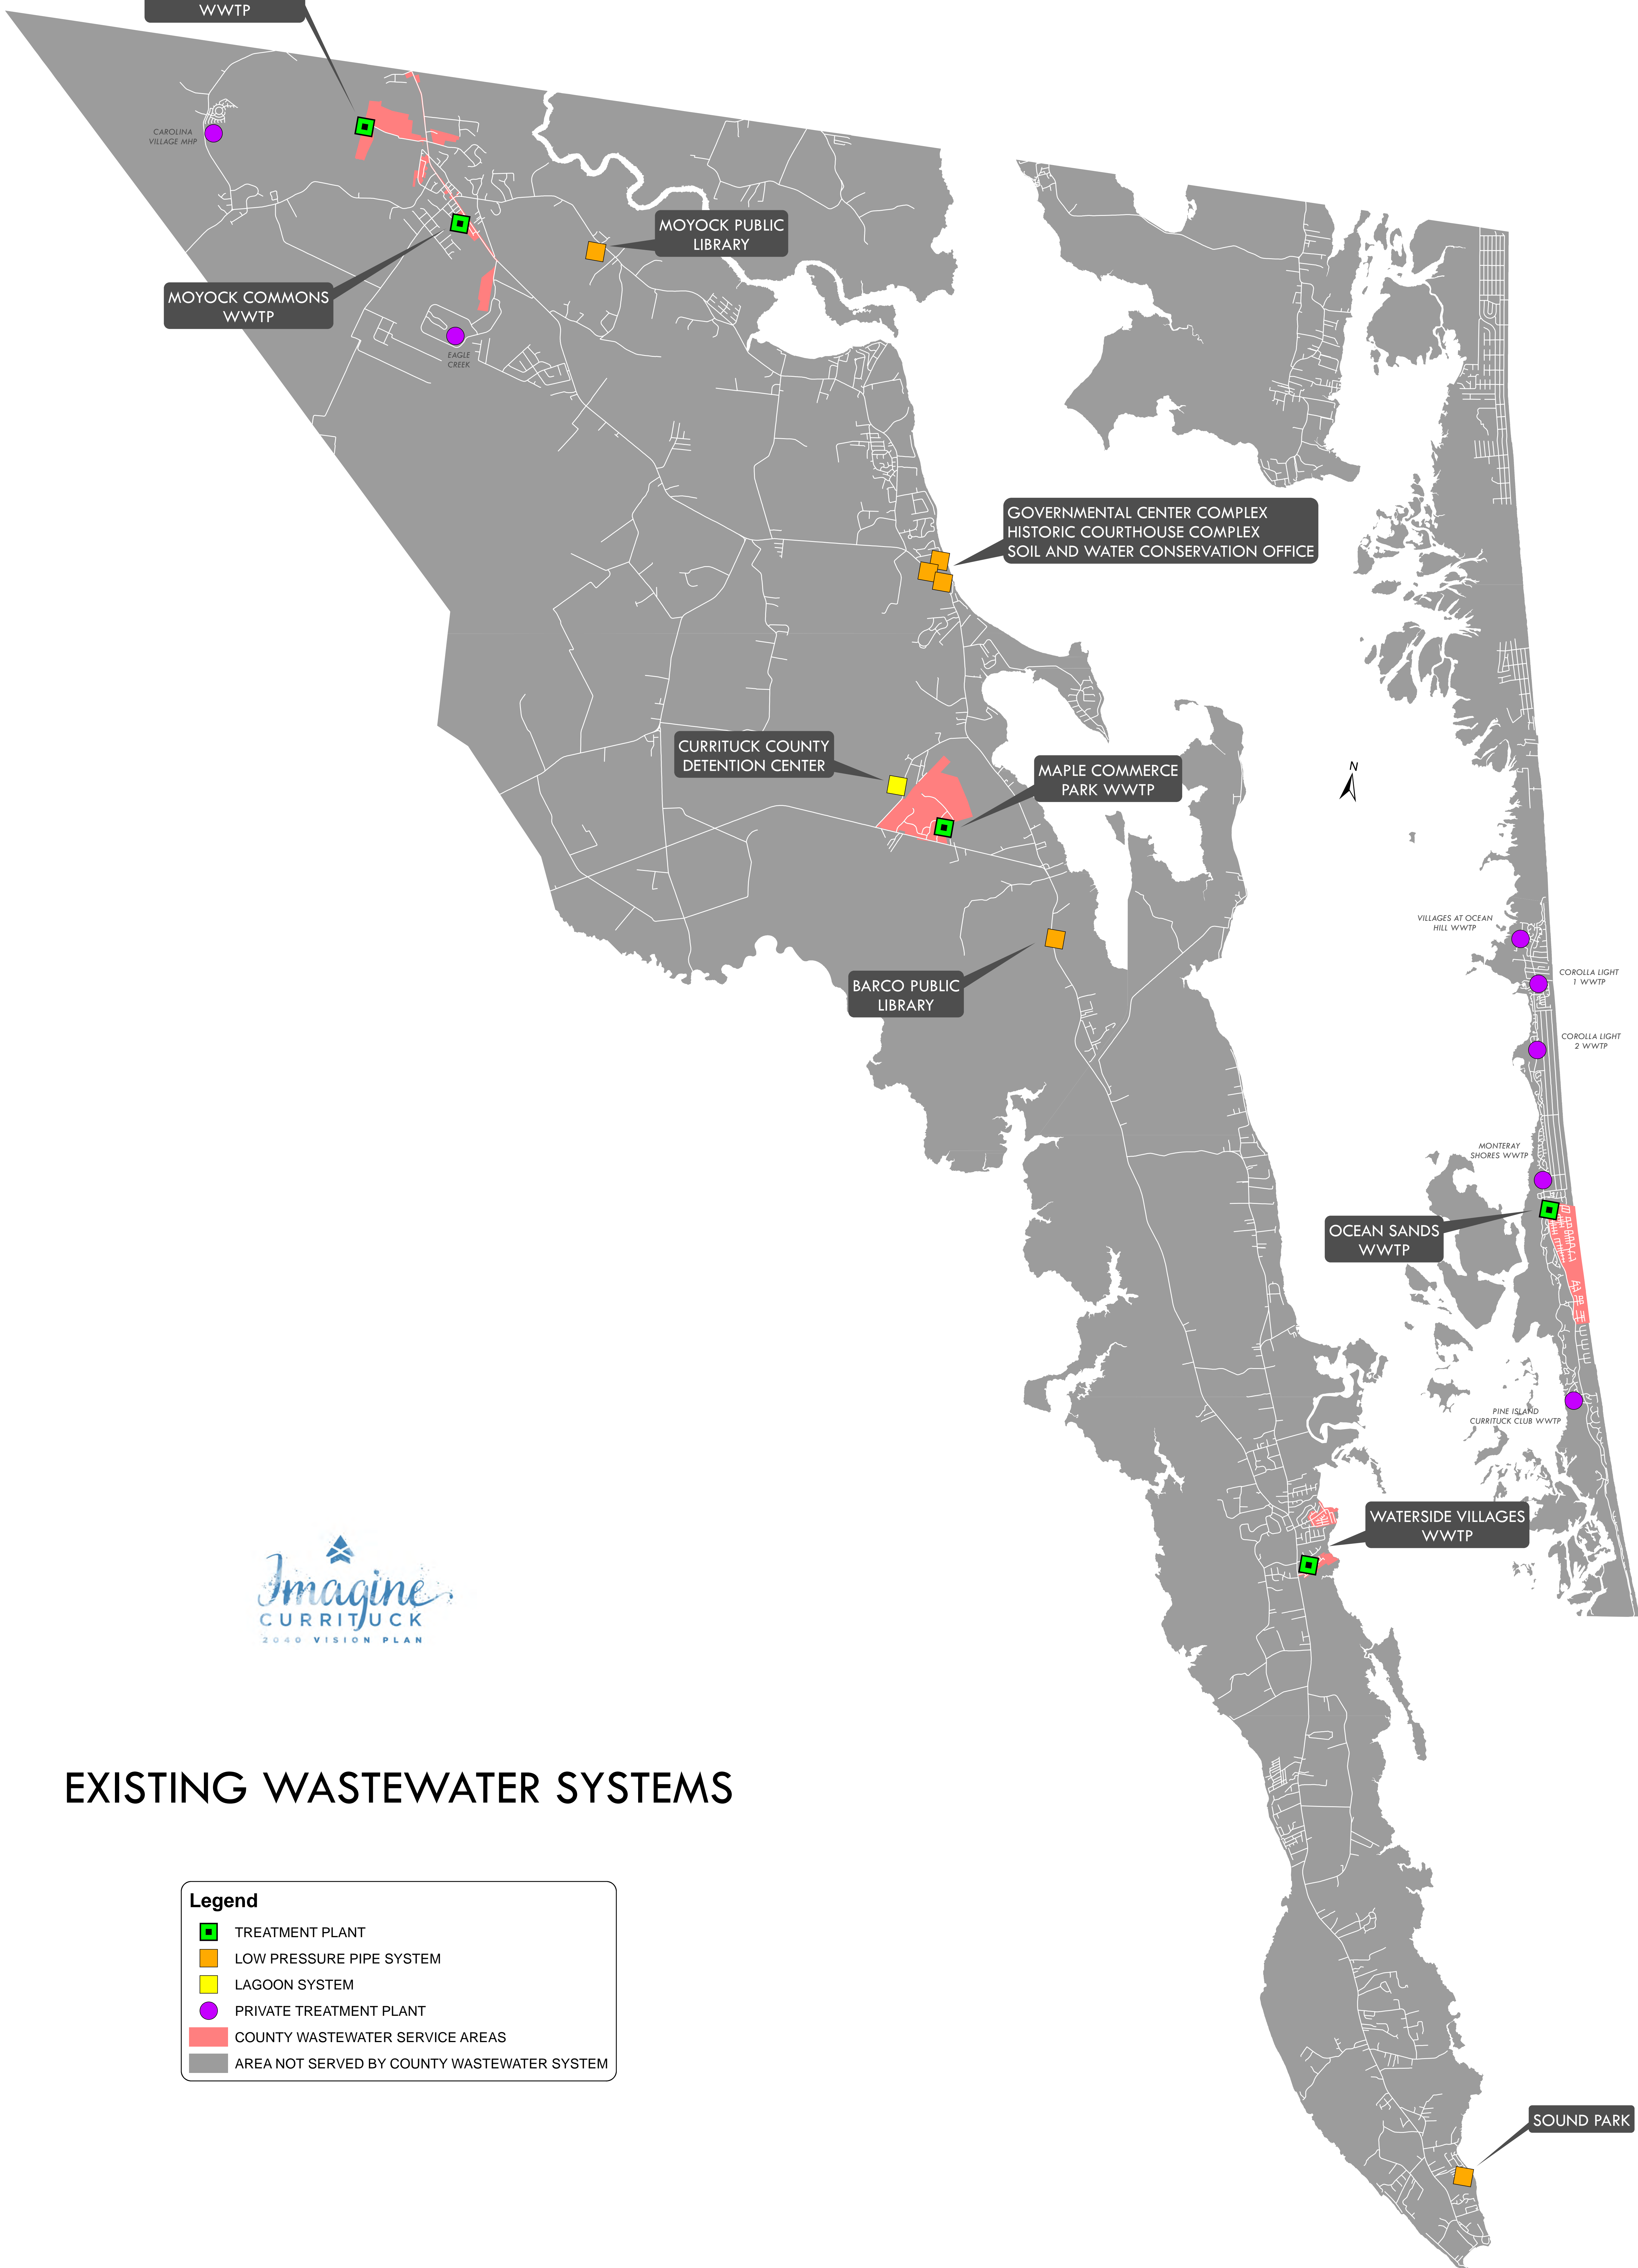 WWTP
CAROLINA
VILLAGE MHP
MOYOCK PUBLIC
LIBRARY
MOYOCK COMMONS
WWTP
EAGLE
CREEK
GOVERNMENTAL CENTER COMPLEX
HISTORIC COURTHOUSE COMPLEX
SOIL AND WATER CONSERVATION OFFICE
CURRITUCK COUNTY
DETENTION CENTER
MAPLE COMMERCE
PARK WWTP
N
VILLAGES AT OCEAN
HILL WWTP
COROLLA LIGHT
1 WWTP
BARCO PUBLIC
LIBRARY
COROLLA LIGHT
2 WWTP
MONTERAY
SHORES WWTP
OCEAN SANDS
WWTP
PINE ISLAND
CURRITUCK CLUB WWTP
WATERSIDE VILLAGES
WWTP
Imagine
CURRITUCK
2040 VISION PLAN
EXISTING WASTEWATER SYSTEMS
Legend
TREATMENT PLANT
LOW PRESSURE PIPE SYSTEM
LAGOON SYSTEM
PRIVATE TREATMENT PLANT
COUNTY WASTEWATER SERVICE AREAS
AREA NOT SERVED BY COUNTY WASTEWATER SYSTEM
SOUND PARK